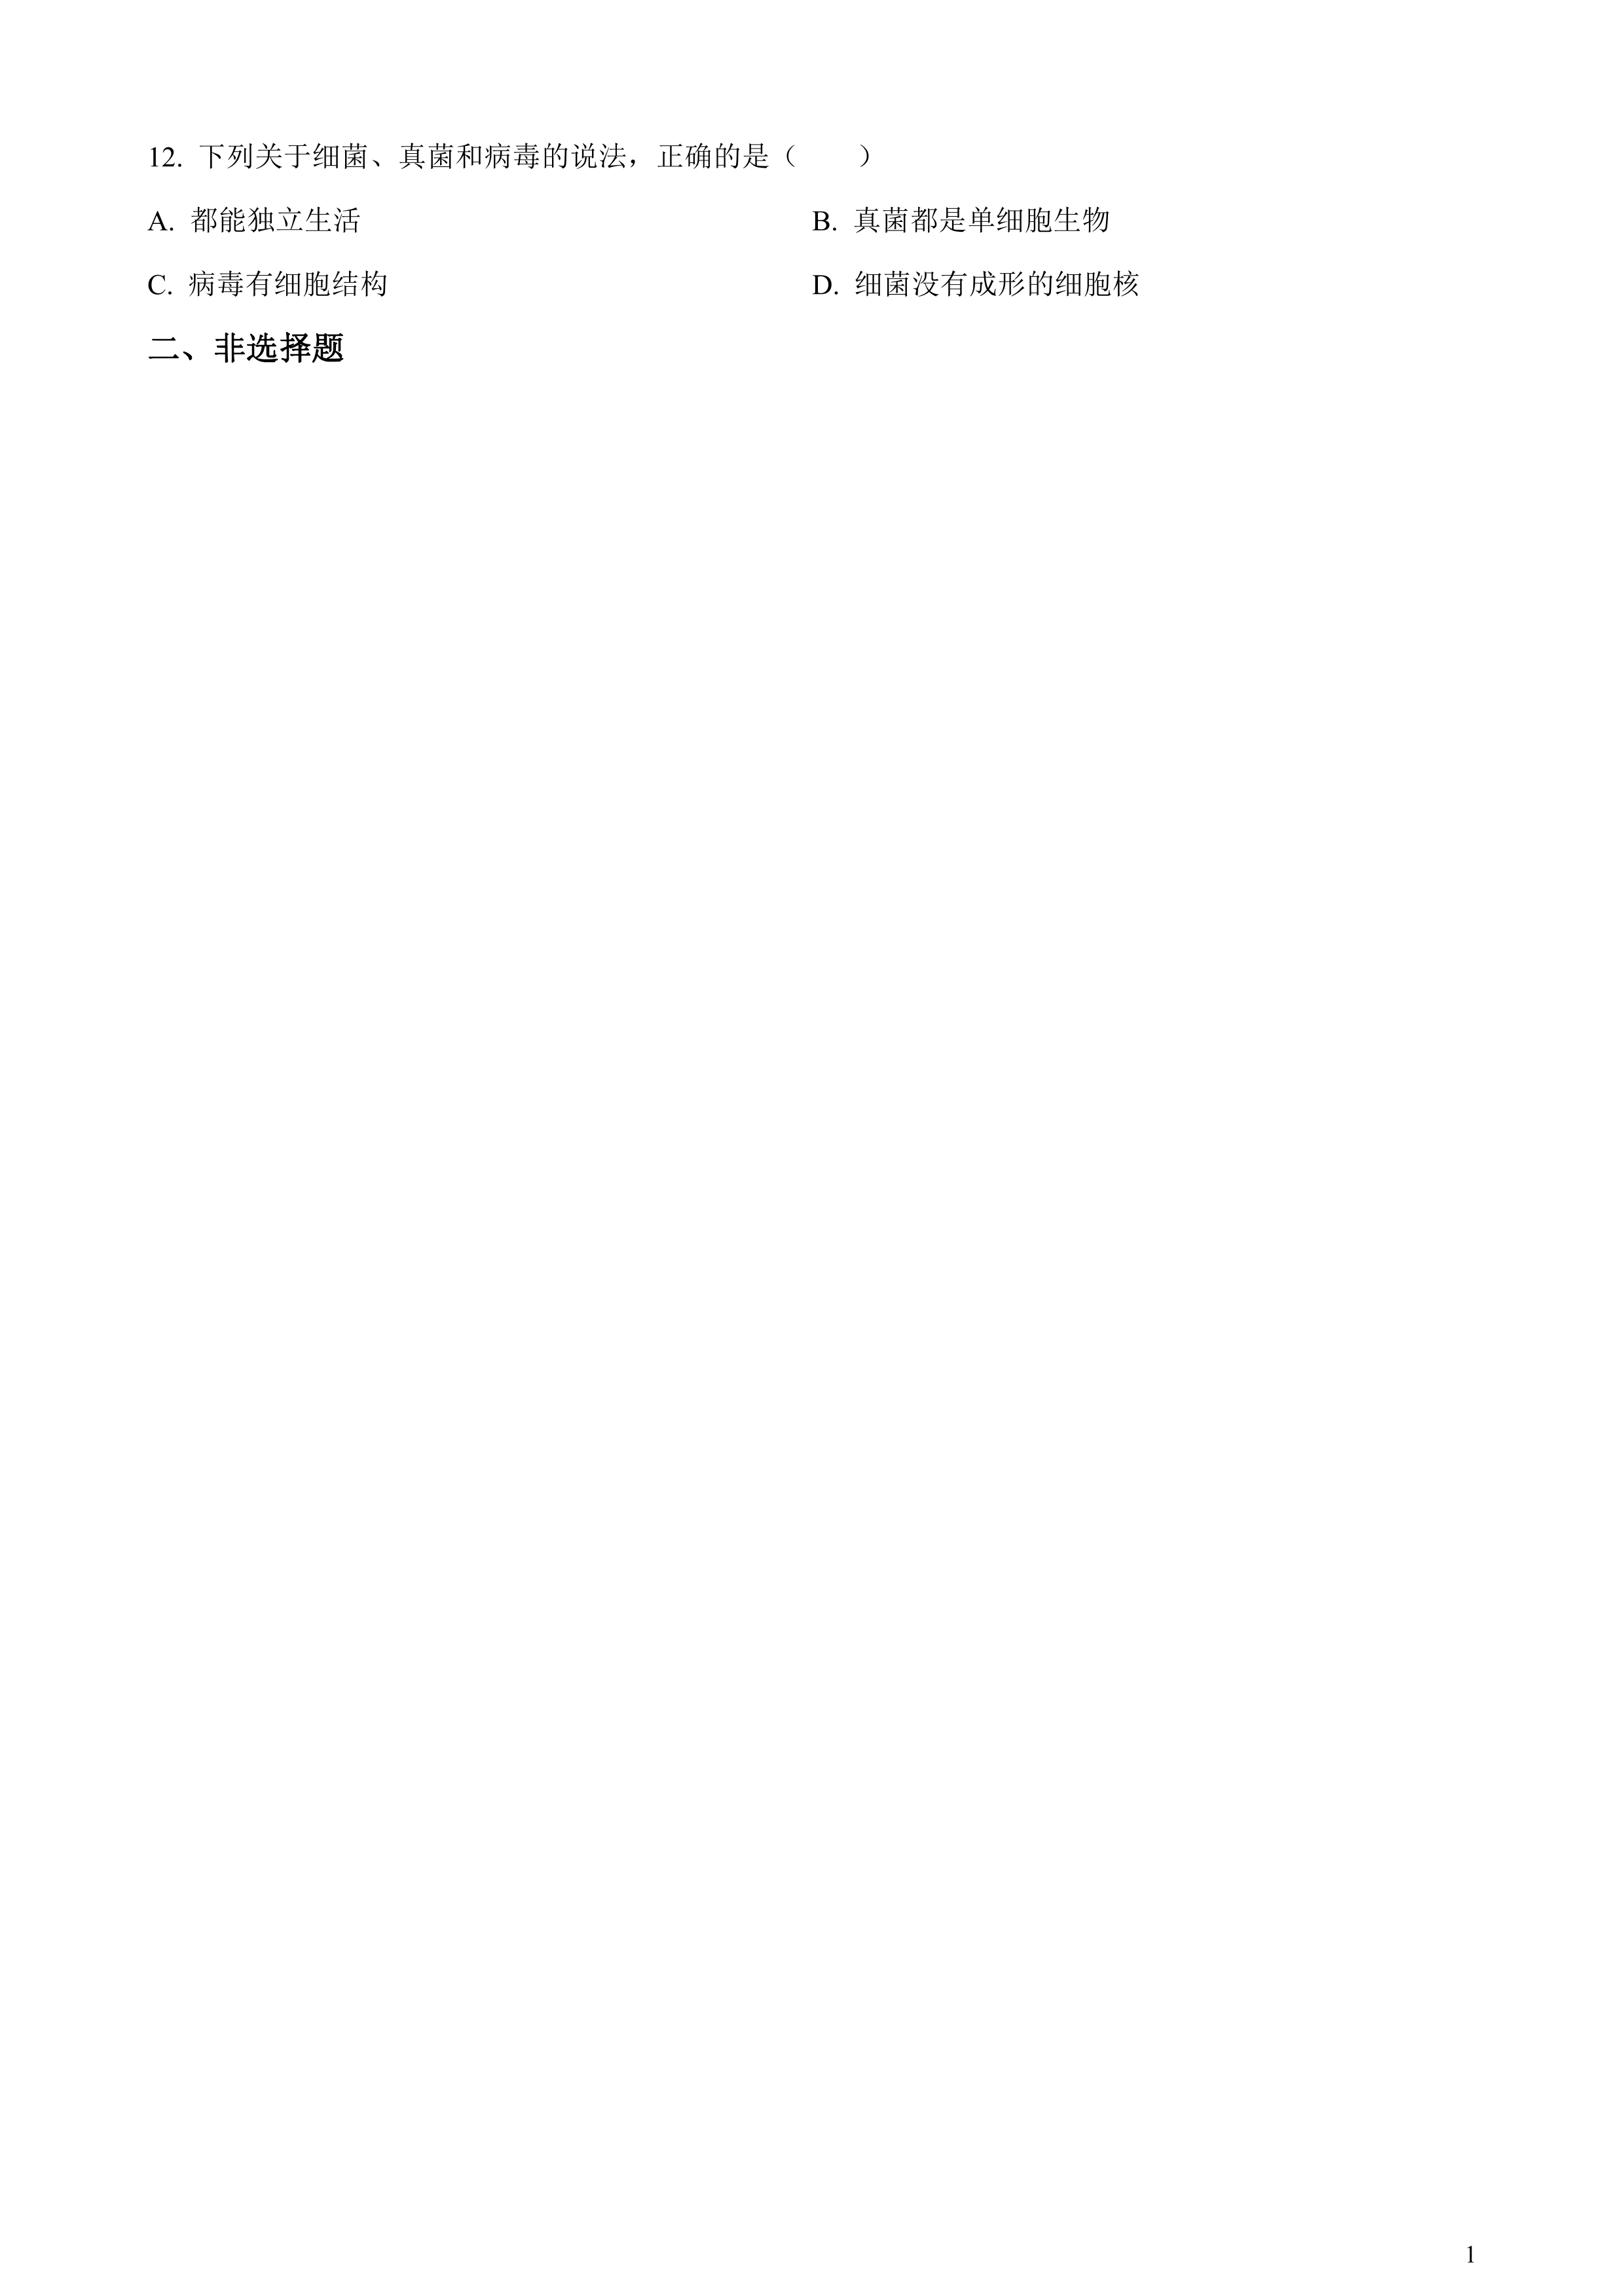 12. 下列关于细菌、真菌和病毒的说法，正确的是（　　）
A. 都能独立生活　　B. 真菌都是单细胞生物
C. 病毒有细胞结构　　D. 细菌没有成形的细胞核
二、非选择题
1